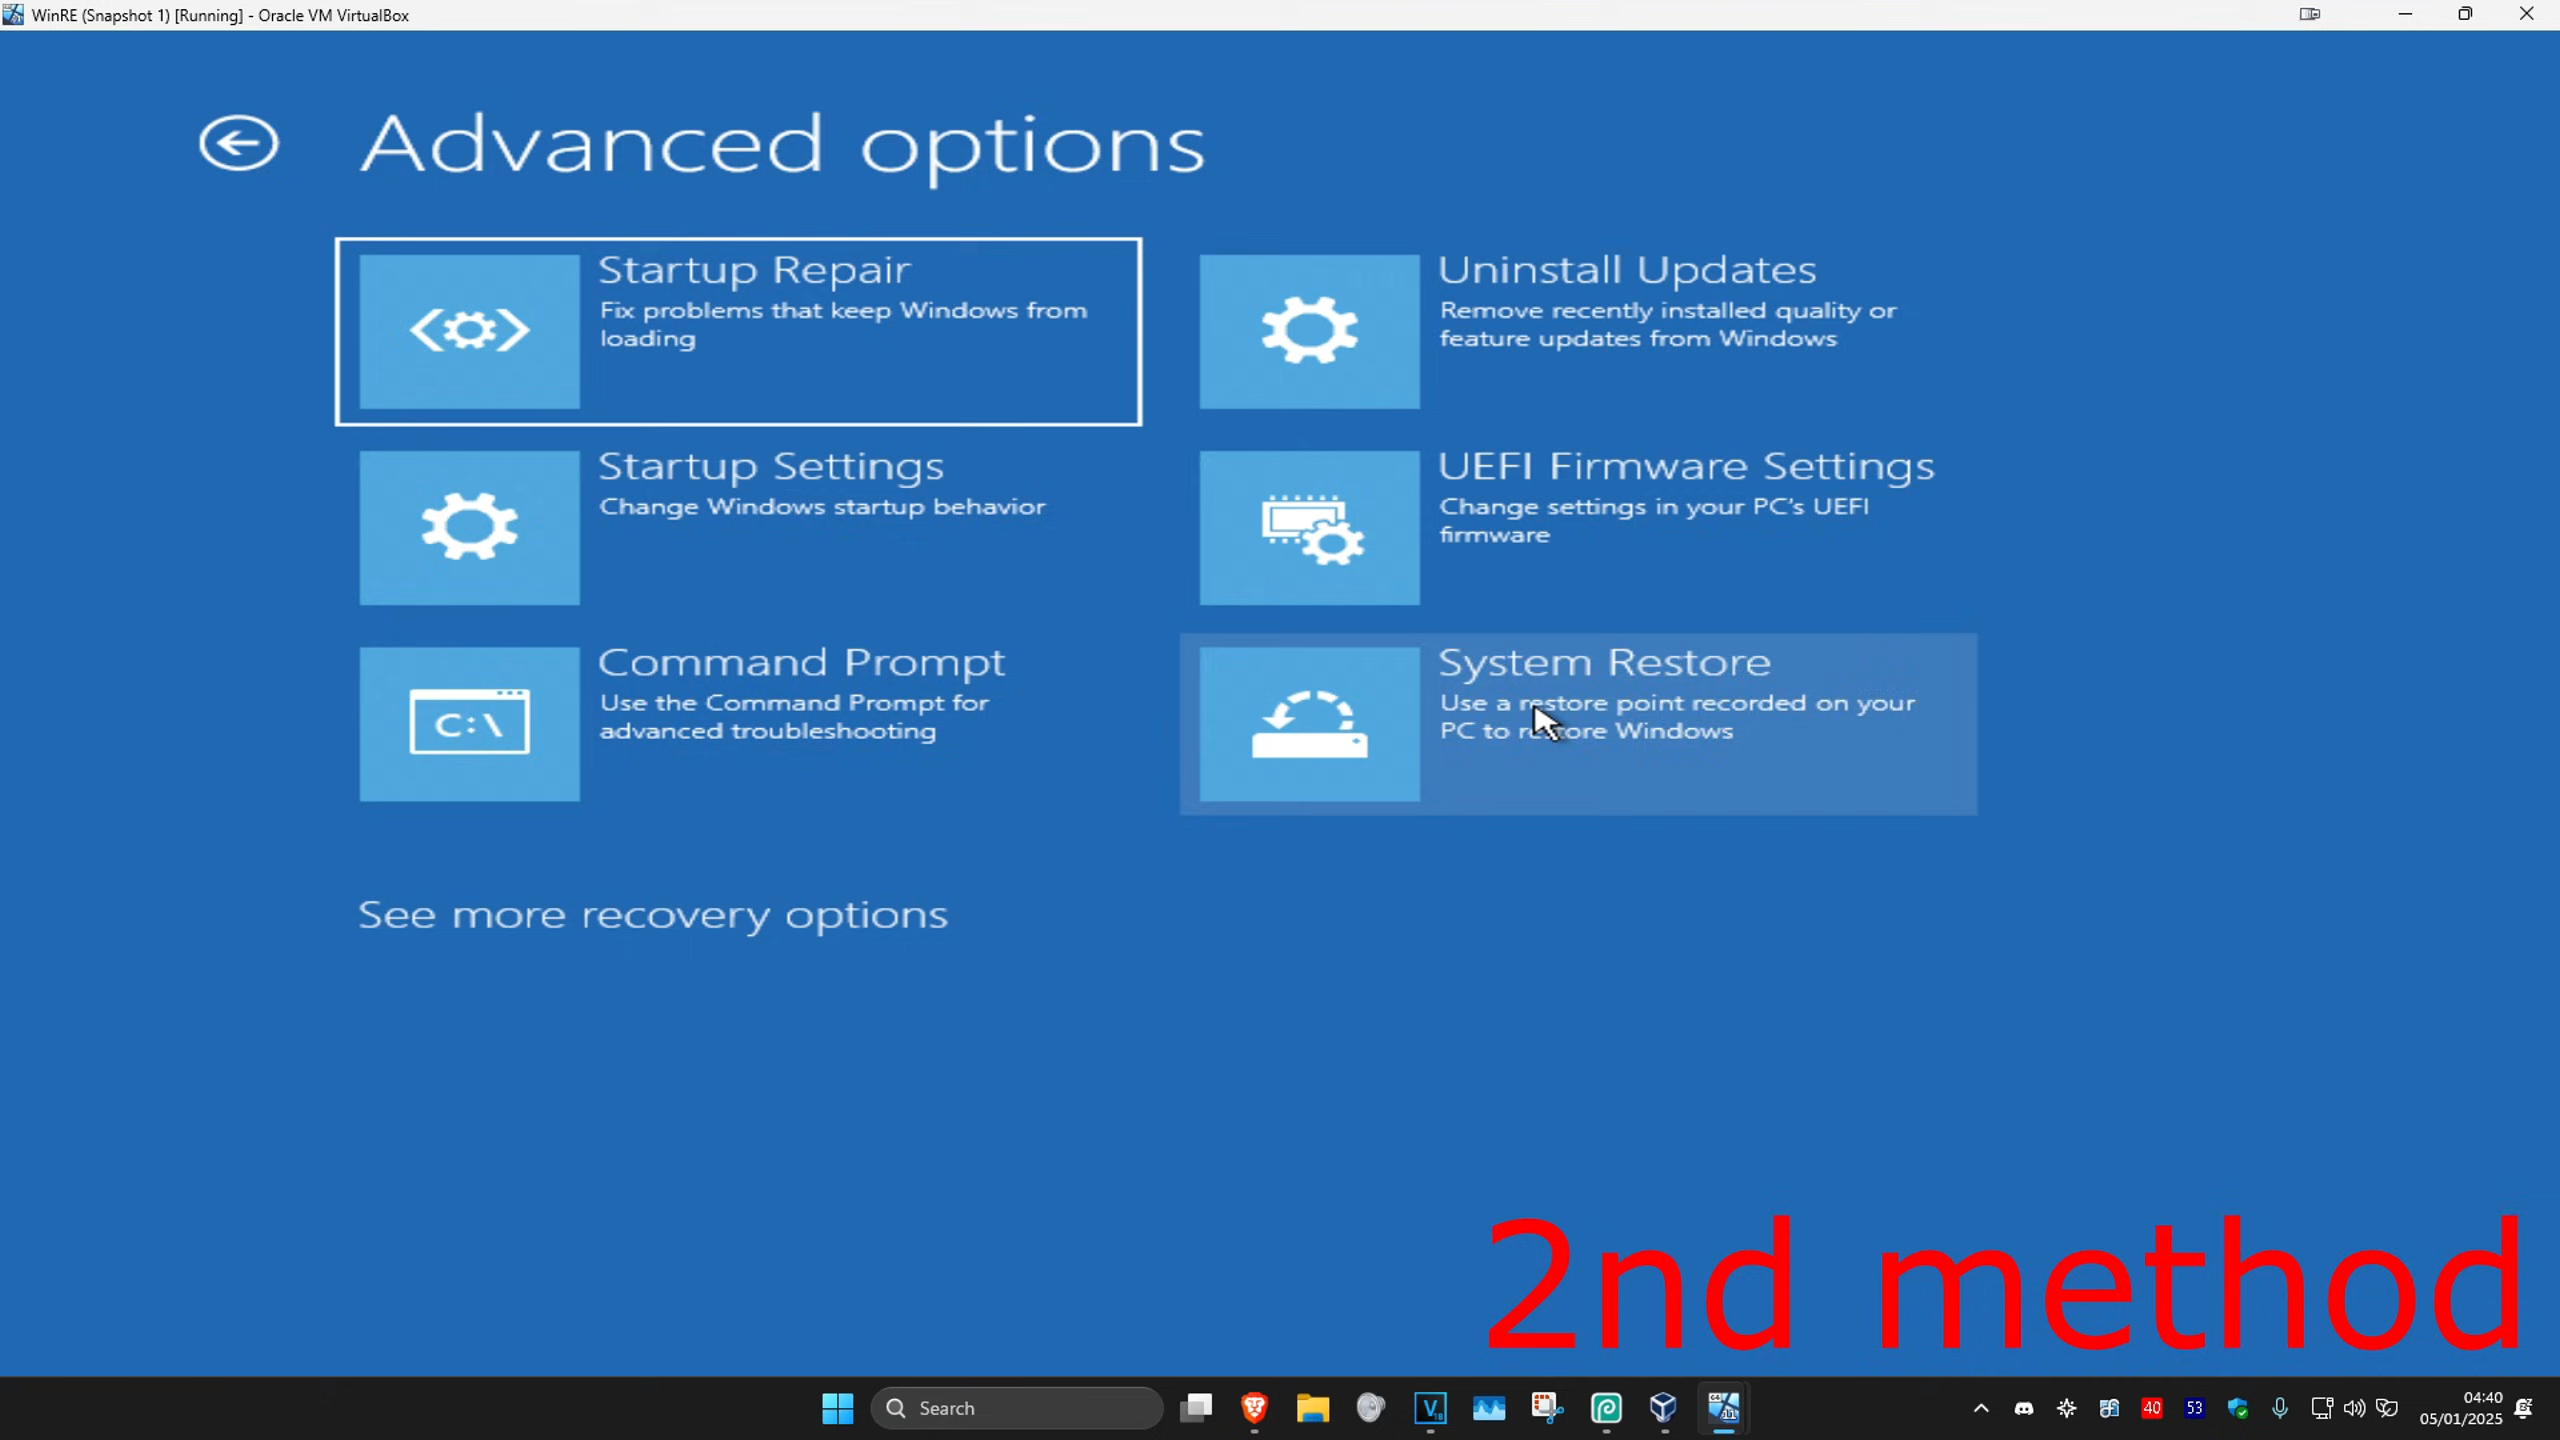 WinRE (Snapshot 1) [Running] - Oracle VM VirtualBox
Advanced options
Startup Repair
Fix problems that keep Windows from
loading
Uninstall Updates
Remove recently installed quality or
feature updates from Windows
Startup Settings
Change Windows startup behavior
UEFI Firmware Settings
Change settings in your PC's UEFI
firmware
C:\
Command Prompt
Use the Command Prompt for
advanced troubleshooting
System Restore
Use a restore point recorded on your
PC to restore Windows
See more recovery options
2nd method
Search
40
53
04:40
05/01/2025